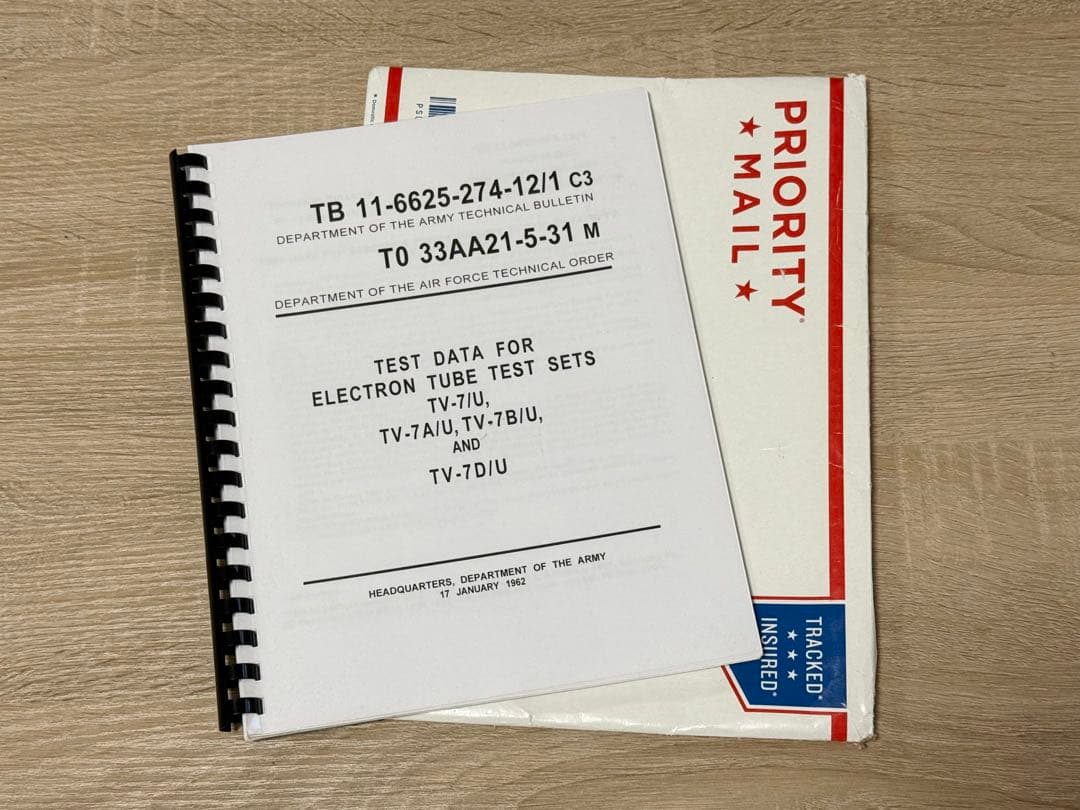 TB 11-6625-274-12/1 C3
DEPARTMENT OF THE ARMY TECHNICAL BULLETIN
TO 33AA21-5-31 M
DEPARTMENT OF THE AIR FORCE TECHNICAL ORDER
TEST DATA FOR
ELECTRON TUBE TEST SETS
TV-7/U,
TV-7A/U, TV-7B/U,
AND
TV-7D/U
HEADQUARTERS, DEPARTMENT OF THE ARMY
17 JANUARY 1962
PRIORITY®
★ MAIL ★
TRACKED®
★ ★ ★
INSURED®